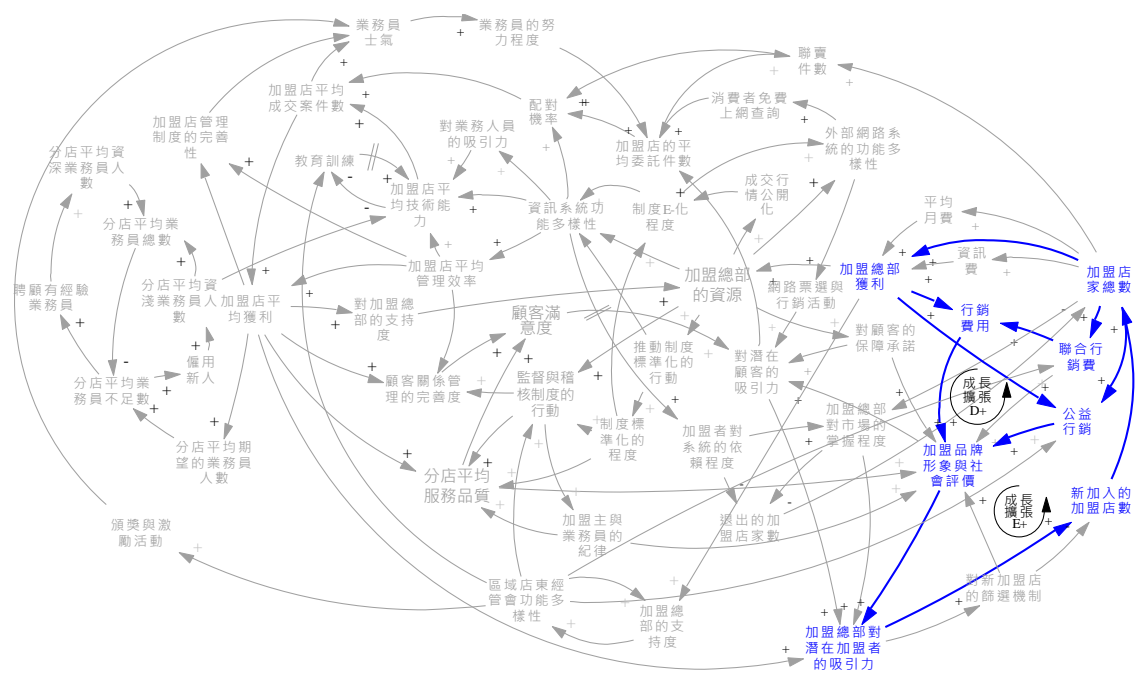 業務員
士氣
業務員的努
力程度
聯賣
件數
加盟店平均
成交案件數
配對
機率
消費者免費
上網查詢
加盟店管理
制度的完善
性
對業務人員
的吸引力
加盟店的平
均委託件數
外部網路系
統的功能多
樣性
分店平均資
深業務員人
數
教育訓練
加盟店平
均技術能
力
資訊系統功
能多樣性
制度E-化
程度
成交行
情公開
化
平均
月費
分店平均業
務員總數
資訊
費
加盟店平均
管理效率
加盟總部
的資源
網路票選與
行銷活動
加盟總部
獲利
加盟店
家總數
聘顧有經驗
業務員
分店平均資
淺業務員人
數
加盟店平
均獲利
對加盟總
部的支持
度
顧客滿
意度
行銷
費用
對顧客的
保障承諾
推動制度
標準化的
行動
對潛在
顧客的
吸引力
聯合行
銷費
僱用
新人
分店平均業
務員不足數
顧客關係管
理的完善度
監督與稽
核制度的
行動
成長
擴張
D+
公益
行銷
加盟總部
對市場的
掌握程度
制度標
準化的
程度
加盟者對
系統的依
賴程度
分店平均期
望的業務員
人數
加盟品牌
形象與社
會評價
分店平均
服務品質
成長
擴張
E+
新加入的
加盟店數
頒獎與激
勵活動
加盟主與
業務員的
紀律
退出的加
盟店家數
區域店東經
管會功能多
樣性
對新加盟店
的篩選機制
加盟總
部的支
持度
加盟總部對
潛在加盟者
的吸引力